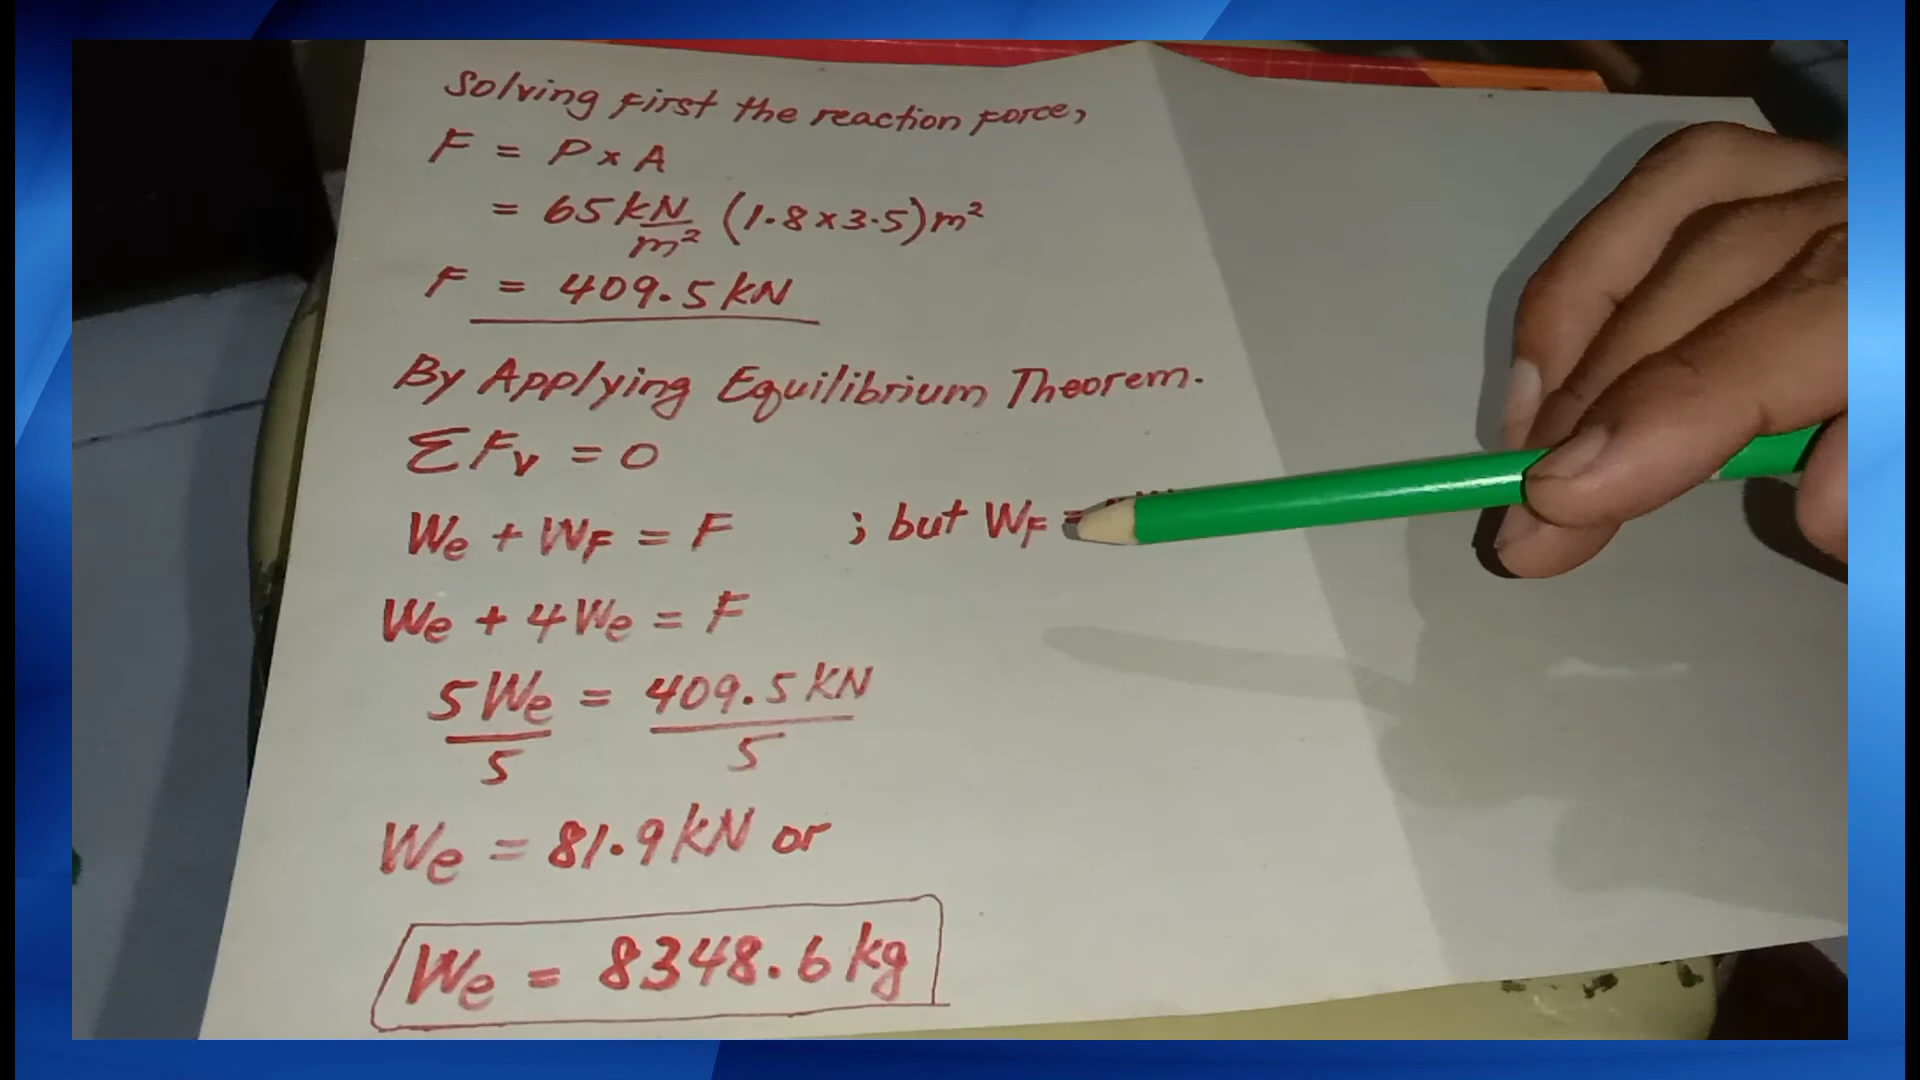 Solving first the reaction force,
F = P x A
= 65 kN/m² (1.8 x 3.5) m²
F = 409.5 kN
By Applying Equilibrium Theorem.
ΣFv = 0
We + WF = F ; but WF =
We + 4We = F
5We/5 = 409.5 kN/5
We = 81.9 kN or
We = 8348.6 kg